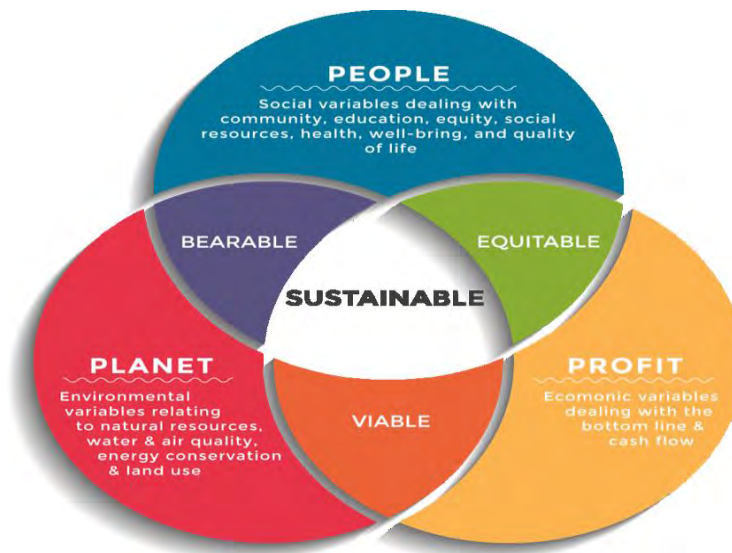 PEOPLE
Social variables dealing with
community, education, equity, social
resources, health, well-bring, and quality
of life
BEARABLE
EQUITABLE
SUSTAINABLE
PLANET
Environmental
variables relating
to natural resources,
water & air quality,
energy conservation
& land use
VIABLE
PROFIT
Ecomonic variables
dealing with the
bottom line &
cash flow